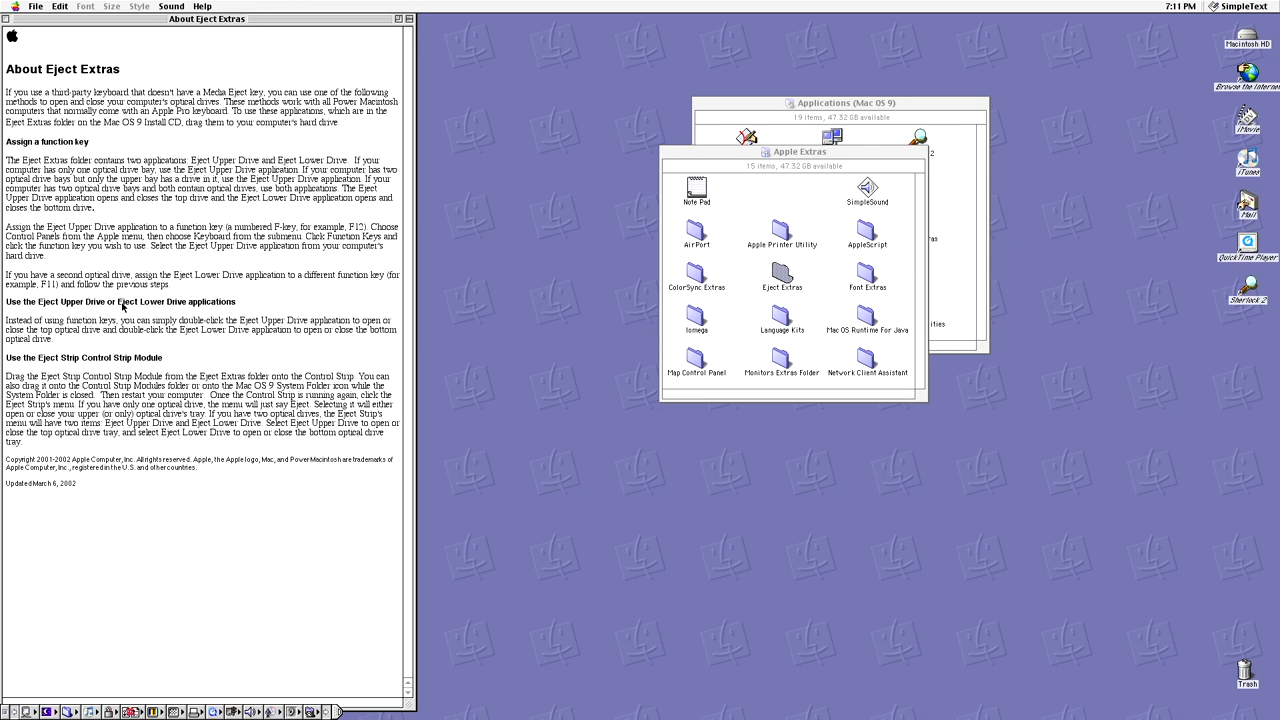 File Edit Font Size Style Sound Help 7:11 PM SimpleText
About Eject Extras
About Eject Extras
If you use a third-party keyboard that doesn't have a Media Eject key, you can use one of the following
methods to open and close your computer's optical drives. These methods work with all Power Macintosh
computers that normally come with an Apple Pro keyboard. To use these applications, which are in the
Eject Extras folder on the Mac OS 9 Install CD, drag them to your computer's hard drive
Assign a function key
The Eject Extras folder contains two applications: Eject Upper Drive and Eject Lower Drive. If your
computer has only one optical drive bay, use the Eject Upper Drive application. If your computer has two
optical drive bays but only the upper bay has a drive in it, use the Eject Upper Drive application. If your
computer has two optical drive bays and both contain optical drives, use both applications. The Eject
Upper Drive application opens and closes the top drive and the Eject Lower Drive application opens and
closes the bottom drive.
Assign the Eject Upper Drive application to a function key (a numbered F-key, for example, F12). Choose
Control Panels from the Apple menu, then choose Keyboard from the submenu. Click Function Keys and
click the function key you wish to use. Select the Eject Upper Drive application from your computer's
hard drive.
If you have a second optical drive, assign the Eject Lower Drive application to a different function key (for
example, F11) and follow the previous steps.
Use the Eject Upper Drive or Eject Lower Drive applications
Instead of using function keys, you can simply double-click the Eject Upper Drive application to open or
close the top optical drive and double-click the Eject Lower Drive application to open or close the bottom
optical drive.
Use the Eject Strip Control Strip Module
Drag the Eject Strip Control Strip Module from the Eject Extras folder onto the Control Strip. You can
also drag it onto the Control Strip Modules folder or onto the Mac OS 9 System Folder icon while the
System Folder is closed. Then restart your computer. Once the Control Strip is running again, click the
Eject Strip's menu. If you have only one optical drive, the menu will just say Eject. Selecting it will either
open or close your upper (or only) optical drive's tray. If you have two optical drives, the Eject Strip's
menu will have two items: Eject Upper Drive and Eject Lower Drive. Select Eject Upper Drive to open or
close the top optical drive tray, and select Eject Lower Drive to open or close the bottom optical drive
tray.
Copyright 2001-2002 Apple Computer, Inc. All rights reserved. Apple, the Apple logo, Mac, and Power Macintosh are trademarks of
Apple Computer, Inc., registered in the U.S. and other countries.
Updated March 6, 2002
Applications (Mac OS 9)
19 items, 47.32 GB available
2
ras
ities
Apple Extras
15 items, 47.32 GB available
Note Pad SimpleSound
AirPort Apple Printer Utility AppleScript
ColorSync Extras Eject Extras Font Extras
Iomega Language Kits Mac OS Runtime For Java
Map Control Panel Monitors Extras Folder Network Client Assistant
Macintosh HD
Browse the Internet
iMovie
iTunes
Mail
QuickTime Player
Sherlock 2
Trash